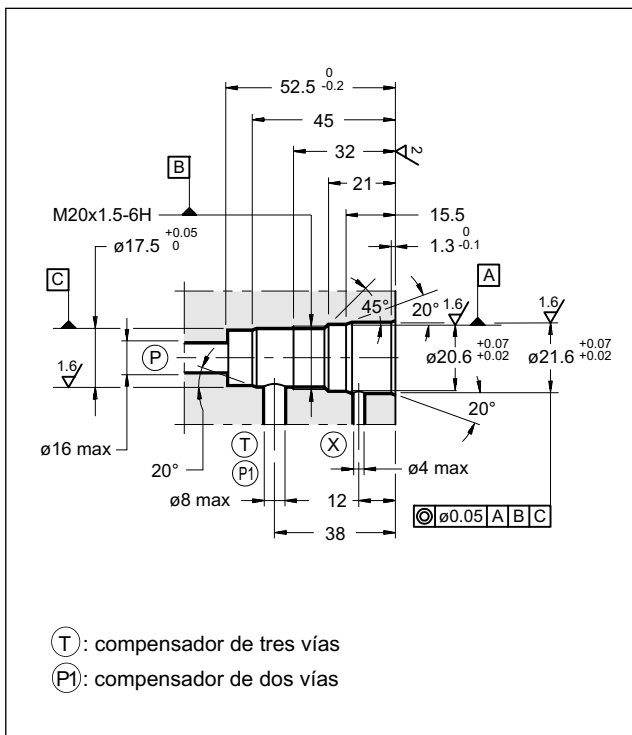 52.5 0 -0.2
45
32
2
B
21
M20x1.5-6H
15.5
ø17.5 +0.05 0
1.3 0 -0.1
C
A
45°
20°
1.6
1.6
1.6
P
ø20.6 +0.07 +0.02
ø21.6 +0.07 +0.02
ø16 max
20°
T
X
20°
P1
ø4 max
ø8 max
12
ø0.05 A B C
38
T : compensador de tres vías
P1 : compensador de dos vías